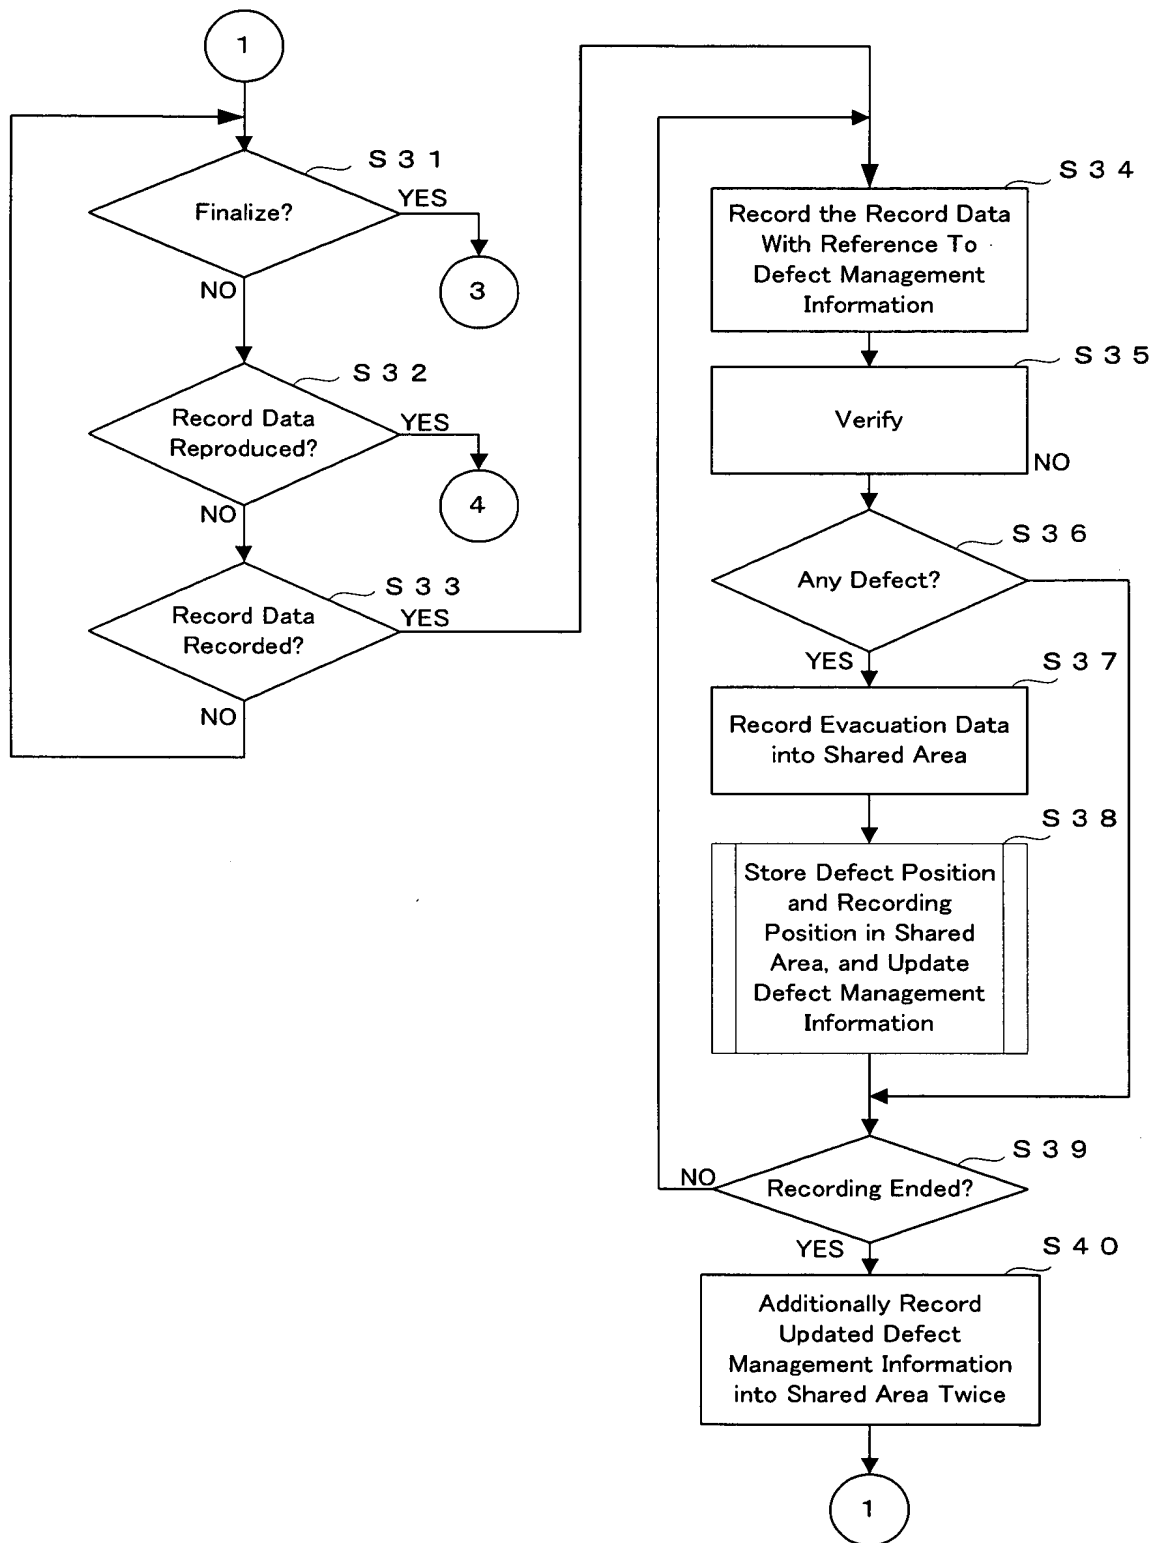 1
S31
Finalize?
YES
3
NO
S32
Record Data
Reproduced?
YES
4
NO
S33
Record Data
Recorded?
YES
NO
S34
Record the Record Data
With Reference To
Defect Management
Information
S35
Verify
NO
S36
Any Defect?
YES
S37
Record Evacuation Data
into Shared Area
S38
Store Defect Position
and Recording
Position in Shared
Area, and Update
Defect Management
Information
S39
NO
Recording Ended?
YES
S40
Additionally Record
Updated Defect
Management Information
into Shared Area Twice
1